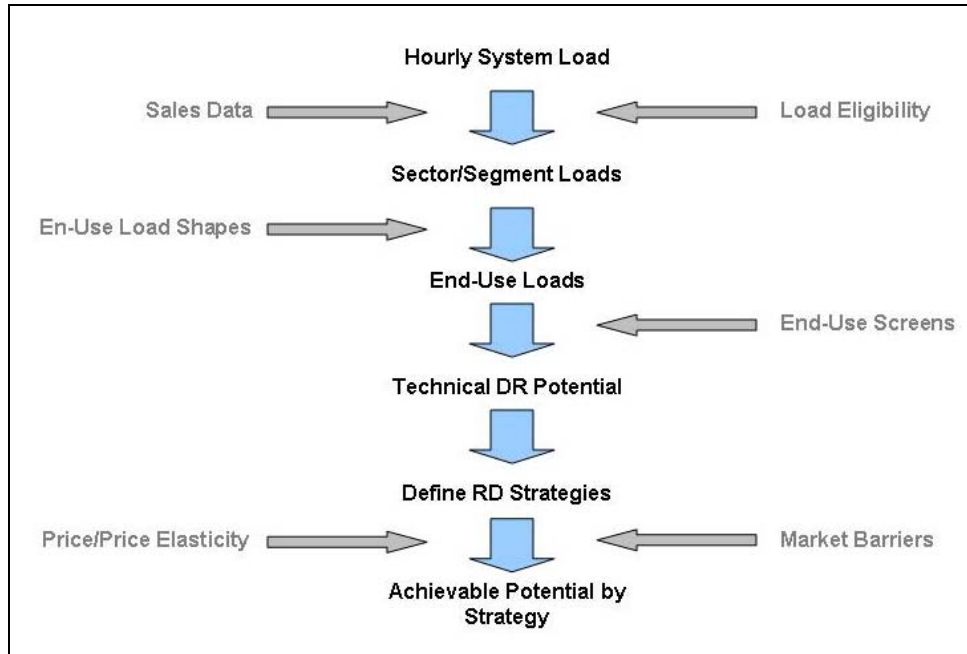 Hourly System Load
Sales Data
Load Eligibility
Sector/Segment Loads
En-Use Load Shapes
End-Use Loads
End-Use Screens
Technical DR Potential
Define RD Strategies
Price/Price Elasticity
Market Barriers
Achievable Potential by
Strategy